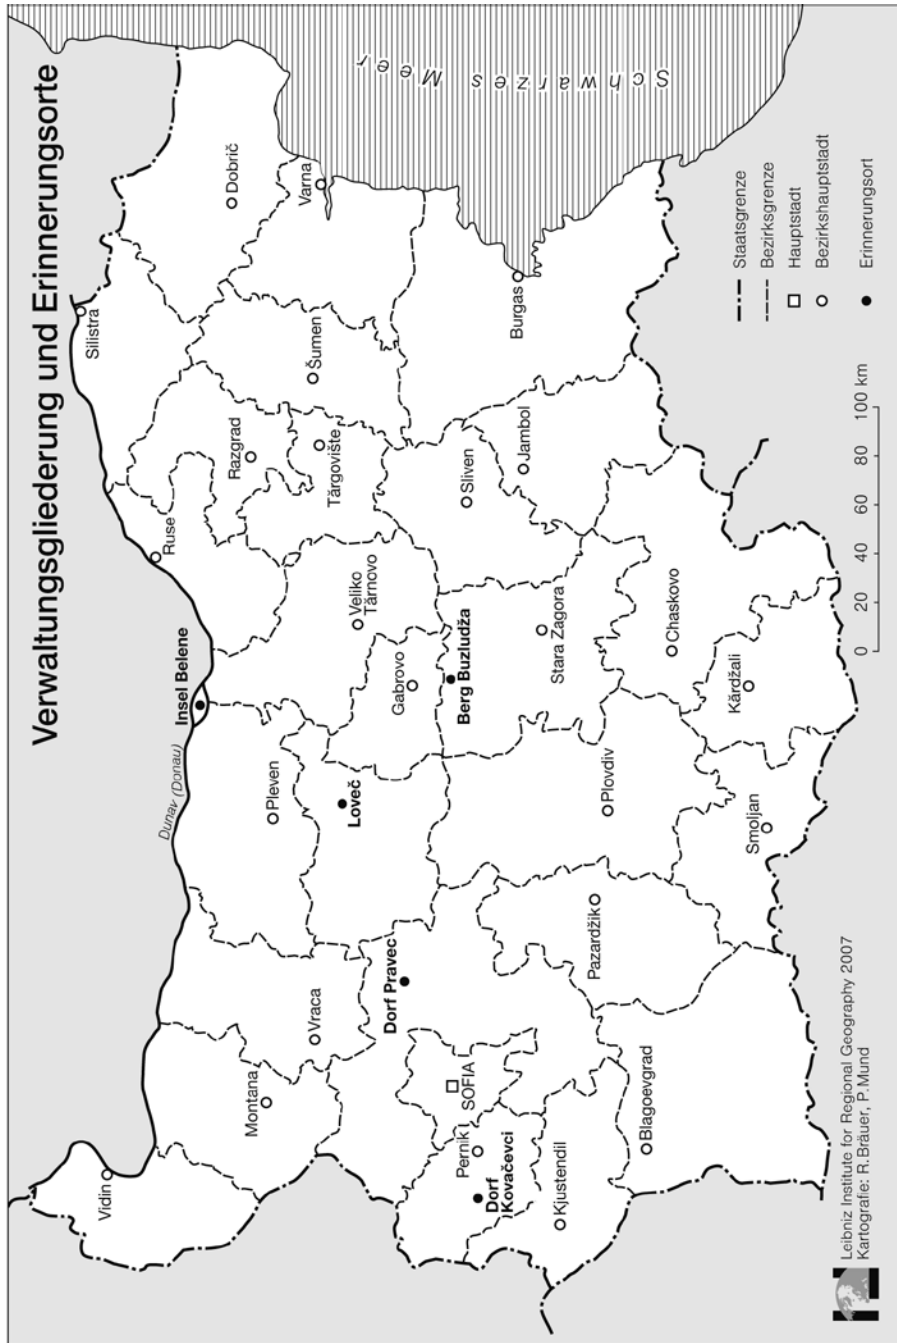 Verwaltungsgliederung und Erinnerungsorte
Schwarzes Meer
Silistra
Dobrič
Varna
Ruse
Razgrad
Šumen
Tărgovište
Insel Belene
Dunav (Donau)
Vidin
Montana
Vraca
Pleven
Loveč
Veliko
Tărnovo
Gabrovo
Berg Buzludža
Dorf Pravec
SOFIA
Pernik
Dorf
Kovačevci
Kjustendil
Blagoevgrad
Pazardžik
Plovdiv
Stara Zagora
Sliven
Jambol
Burgas
Chaskovo
Kărdžali
Smoljan
Staatsgrenze
Bezirksgrenze
Hauptstadt
Bezirkshauptstadt
Erinnerungsort
0 20 40 60 80 100 km
Leibniz Institute for Regional Geography 2007
Kartografie: R.Bräuer, P.Mund